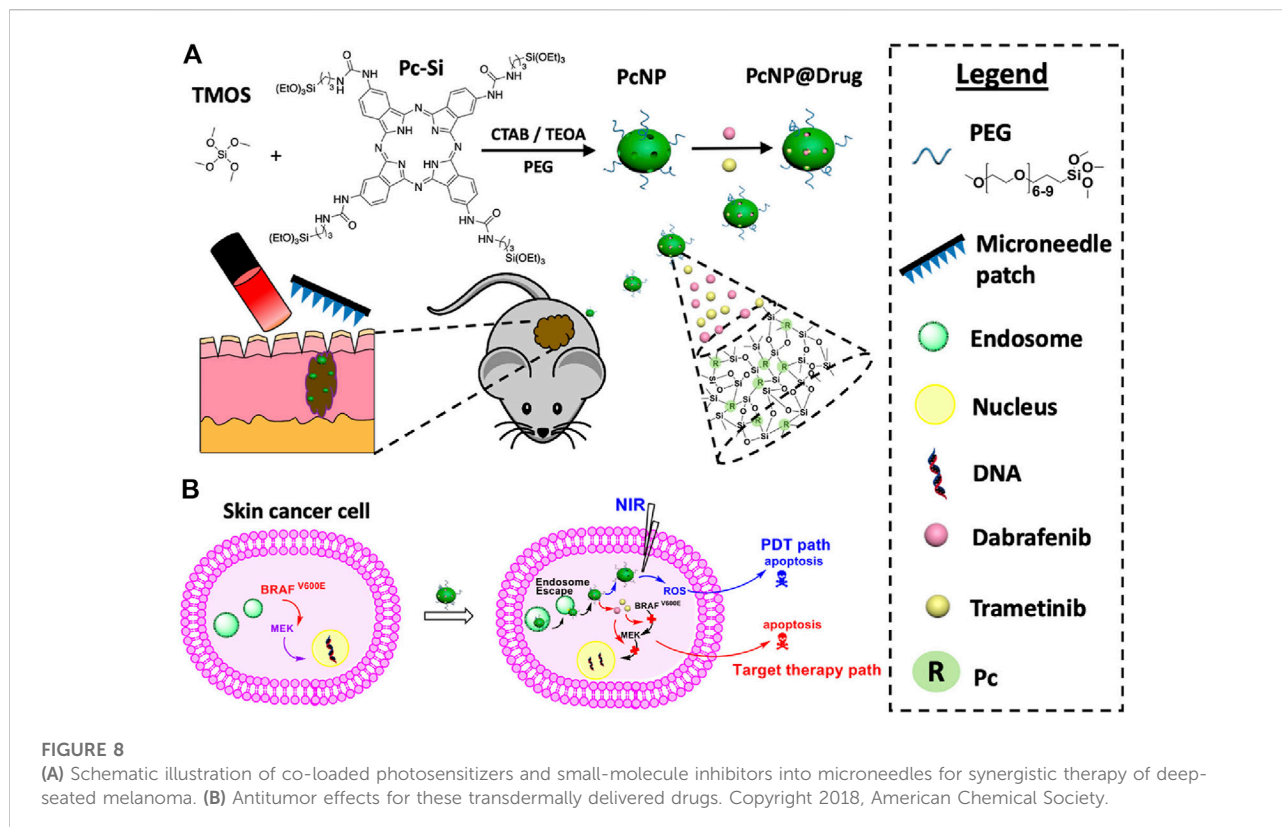 A
TMOS
+
Pc-Si
(EtO)₃Si
Si(OEt)₃
(EtO)₃Si
Si(OEt)₃
CTAB / TEOA
PEG
PcNP
PcNP@Drug
Legend
PEG
6-9
Microneedle
patch
Endosome
Nucleus
DNA
Dabrafenib
Trametinib
R Pc
B
Skin cancer cell
BRAF V600E
MEK
NIR
Endosome
Escape
ROS
BRAF V600E
MEK
PDT path
apoptosis
apoptosis
Target therapy path
FIGURE 8
(A) Schematic illustration of co-loaded photosensitizers and small-molecule inhibitors into microneedles for synergistic therapy of deep-
seated melanoma. (B) Antitumor effects for these transdermally delivered drugs. Copyright 2018, American Chemical Society.